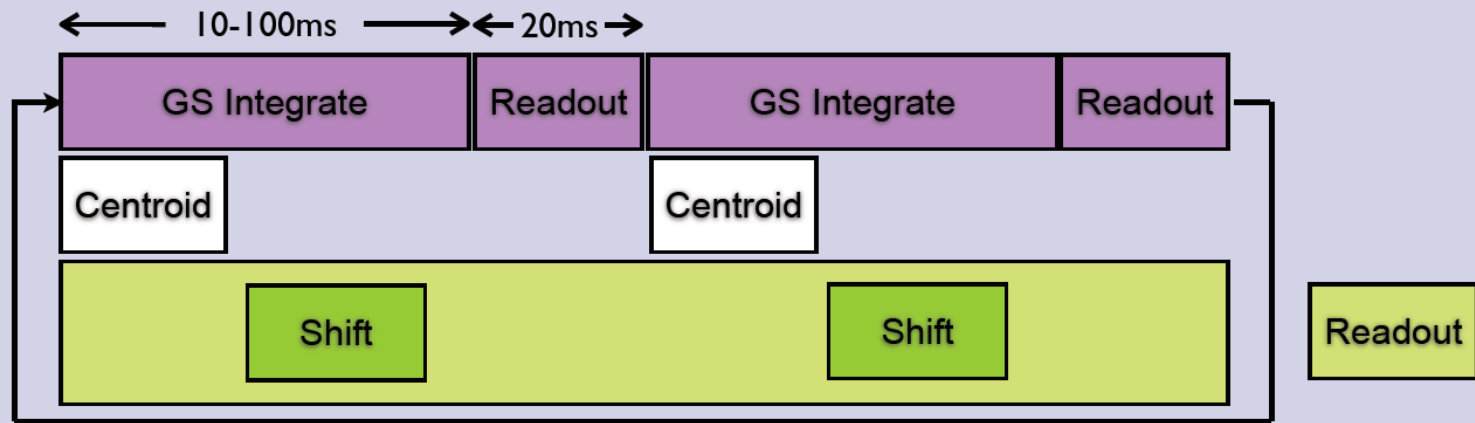 10-100ms 20ms
GS Integrate Readout GS Integrate Readout
Centroid Centroid
Shift Shift Readout